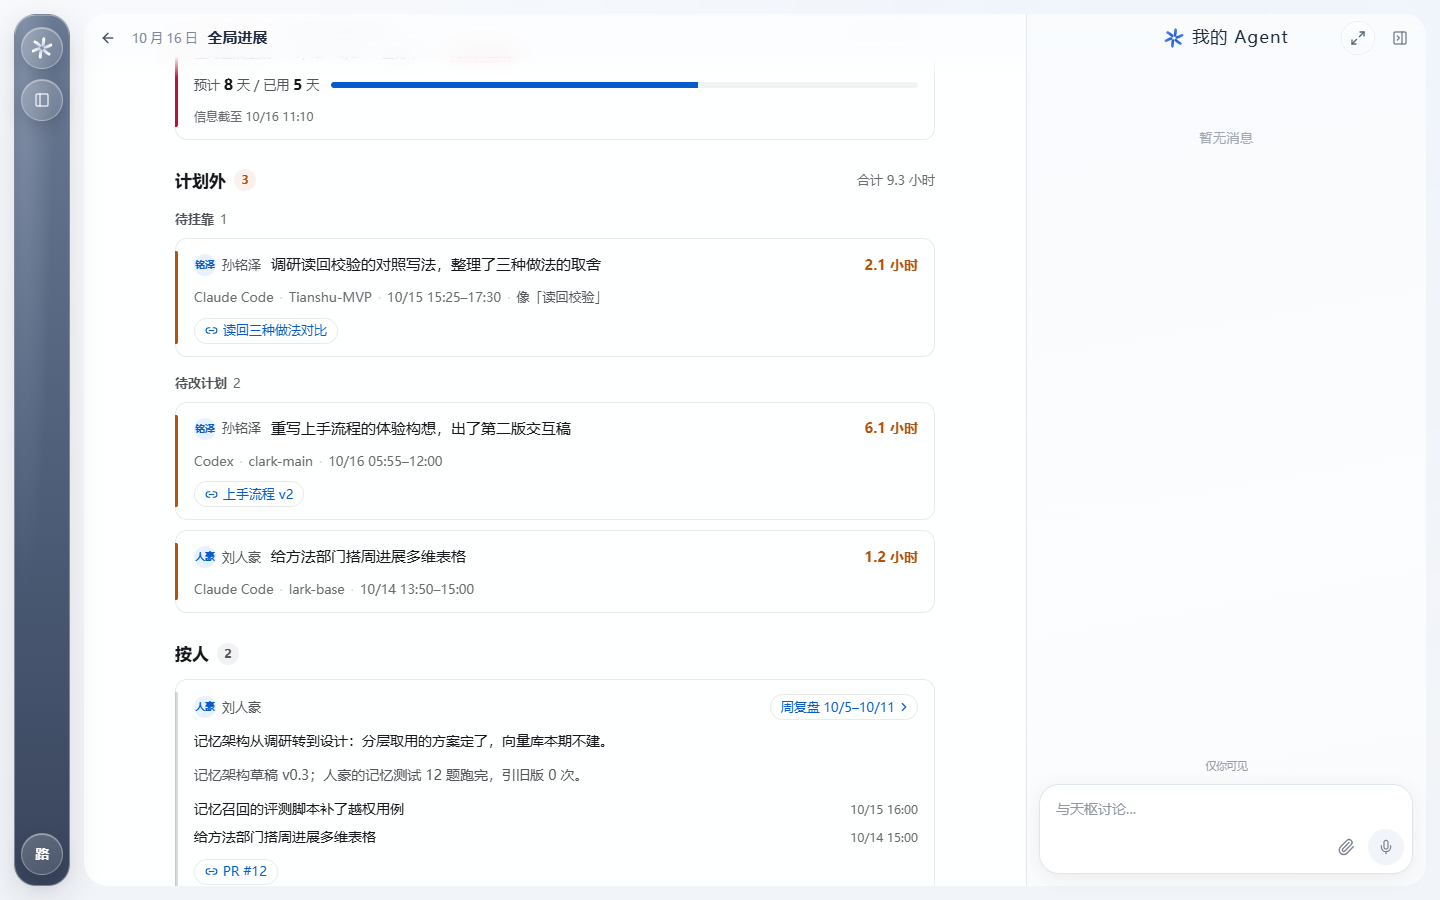 10 月 16 日 全局进展
预计 8 天 / 已用 5 天
信息截至 10/16 11:10
计划外 3
合计 9.3 小时
待挂靠 1
铭泽 孙铭泽 调研读回校验的对照写法，整理了三种做法的取舍 2.1 小时
Claude Code · Tianshu-MVP · 10/15 15:25–17:30 · 像「读回校验」
读回三种做法对比
待改计划 2
铭泽 孙铭泽 重写上手流程的体验构想，出了第二版交互稿 6.1 小时
Codex · clark-main · 10/16 05:55–12:00
上手流程 v2
人豪 刘人豪 给方法部门搭周进展多维表格 1.2 小时
Claude Code · lark-base · 10/14 13:50–15:00
按人 2
人豪 刘人豪 周复盘 10/5–10/11
记忆架构从调研转到设计：分层取用的方案定了，向量库本期不建。
记忆架构草稿 v0.3；人豪的记忆测试 12 题跑完，引旧版 0 次。
记忆召回的评测脚本补了越权用例 10/15 16:00
给方法部门搭周进展多维表格 10/14 15:00
PR #12
路
我的 Agent
暂无消息
仅你可见
与天枢讨论...